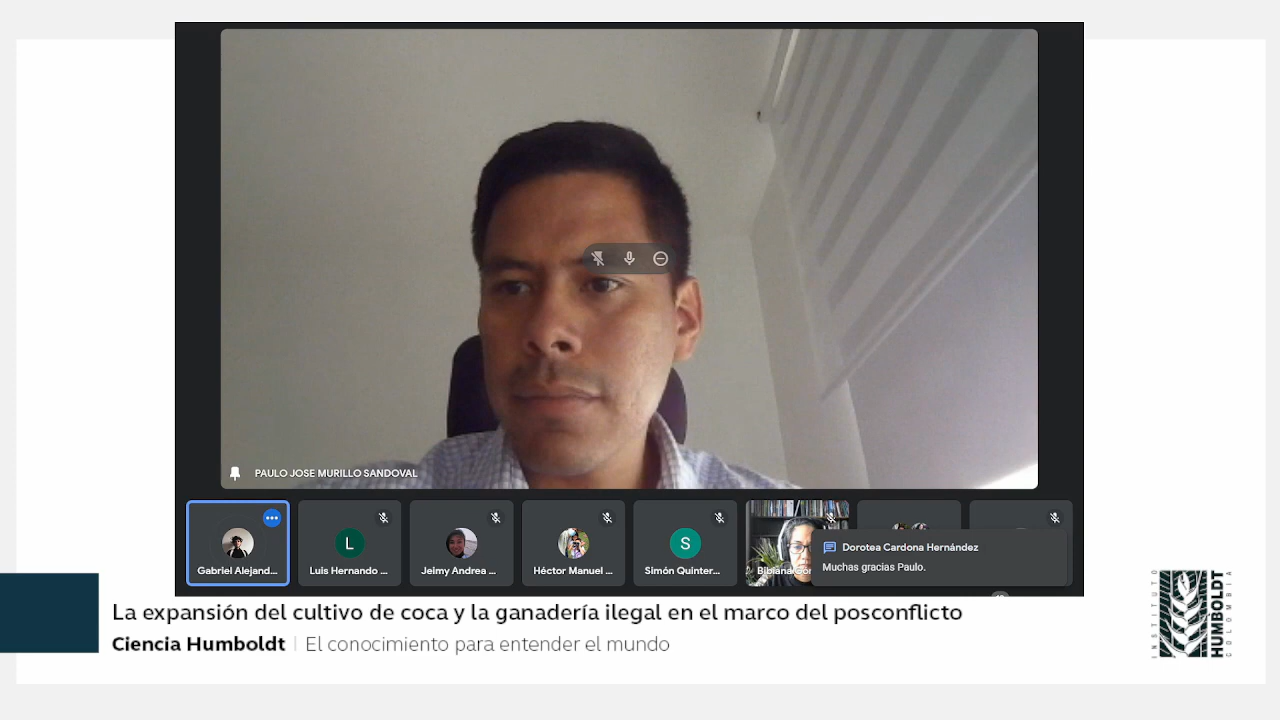 PAULO JOSE MURILLO SANDOVAL
Gabriel Alejand...
L
Luis Hernando ...
Jeimy Andrea ...
Héctor Manuel ...
S
Simón Quinter...
Dorotea Cardona Hernández
Muchas gracias Paulo.
La expansión del cultivo de coca y la ganadería ilegal en el marco del posconflicto
Ciencia Humboldt | El conocimiento para entender el mundo
INSTITUTO
HUMBOLDT
COLOMBIA